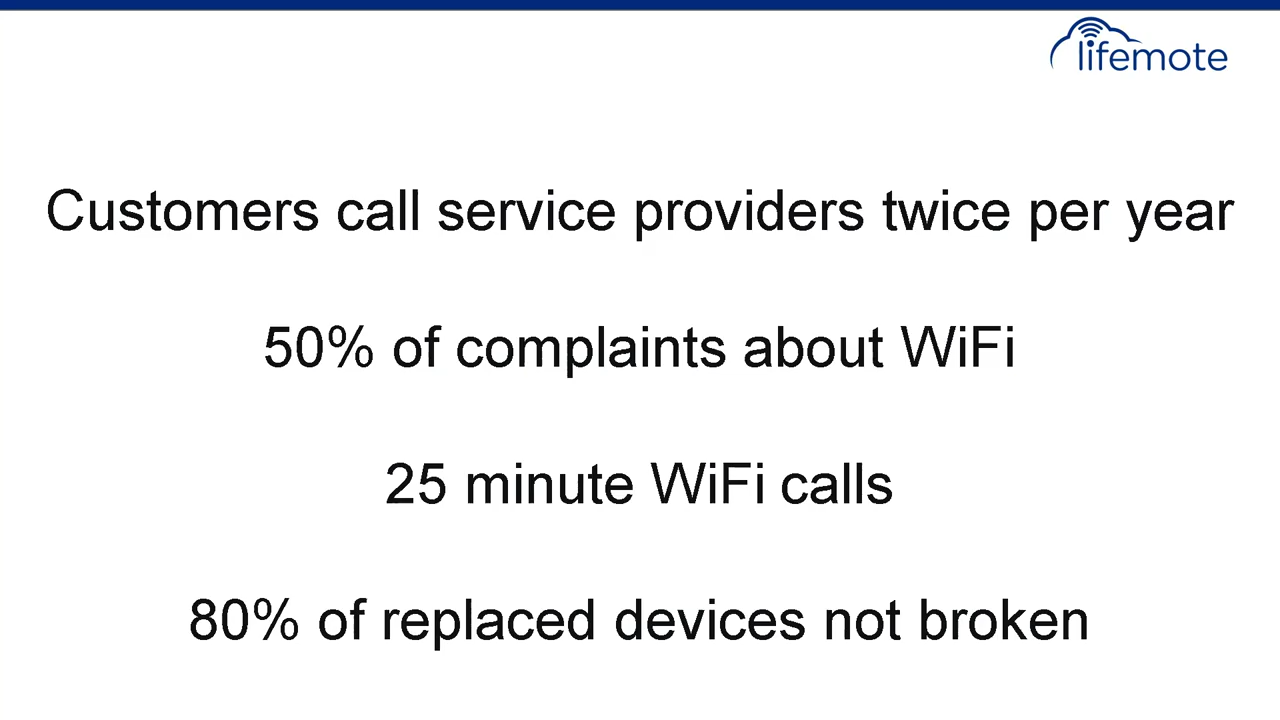 lifemote
Customers call service providers twice per year
50% of complaints about WiFi
25 minute WiFi calls
80% of replaced devices not broken